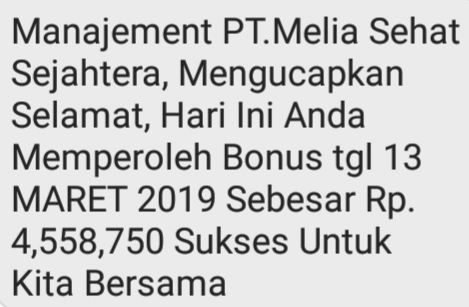 Manajement PT.Melia Sehat
Sejahtera, Mengucapkan
Selamat, Hari Ini Anda
Memperoleh Bonus tgl 13
MARET 2019 Sebesar Rp.
4,558,750 Sukses Untuk
Kita Bersama